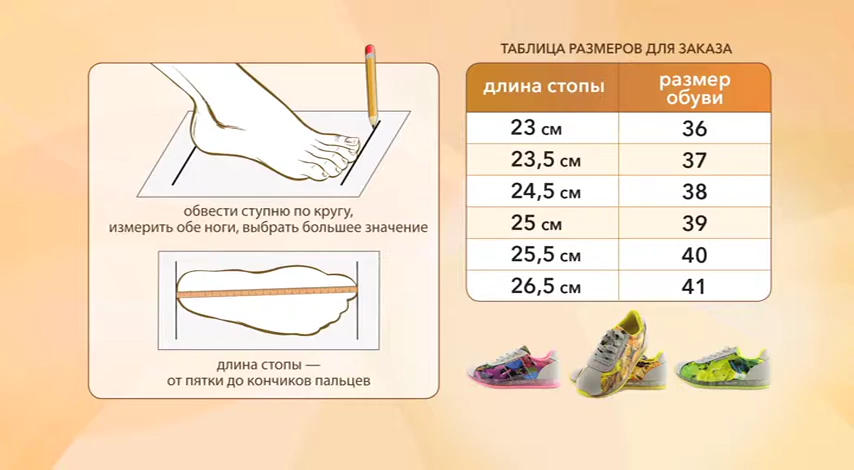 обвести ступню по кругу,
измерить обе ноги, выбрать большее значение
длина стопы —
от пятки до кончиков пальцев
ТАБЛИЦА РАЗМЕРОВ ДЛЯ ЗАКАЗА
длина стопы размер обуви
23 см 36
23,5 см 37
24,5 см 38
25 см 39
25,5 см 40
26,5 см 41